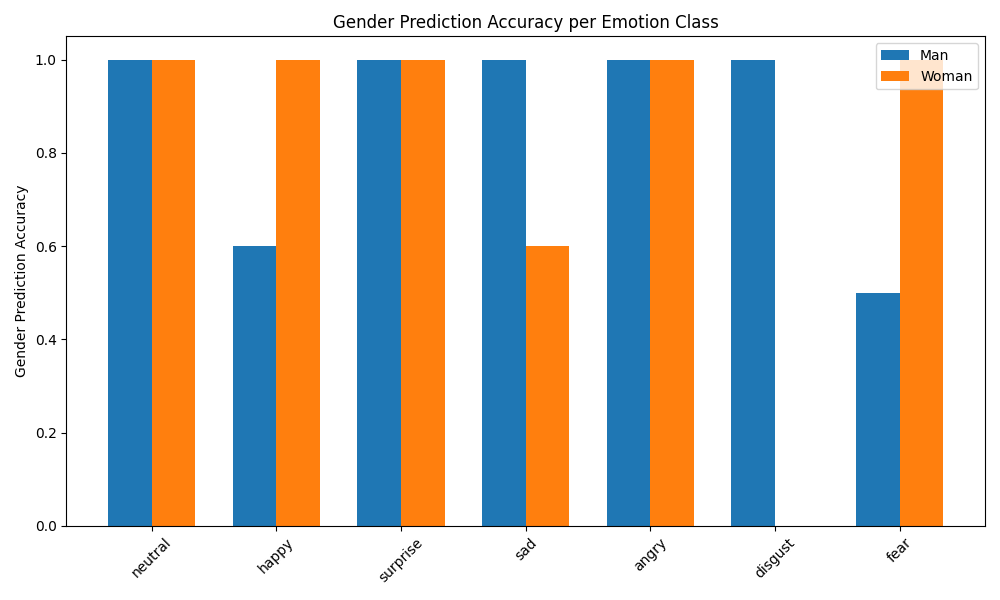 Gender Prediction Accuracy per Emotion Class
Man
Woman
Gender Prediction Accuracy
1.0
0.8
0.6
0.4
0.2
0.0
neutral
happy
surprise
sad
angry
disgust
fear